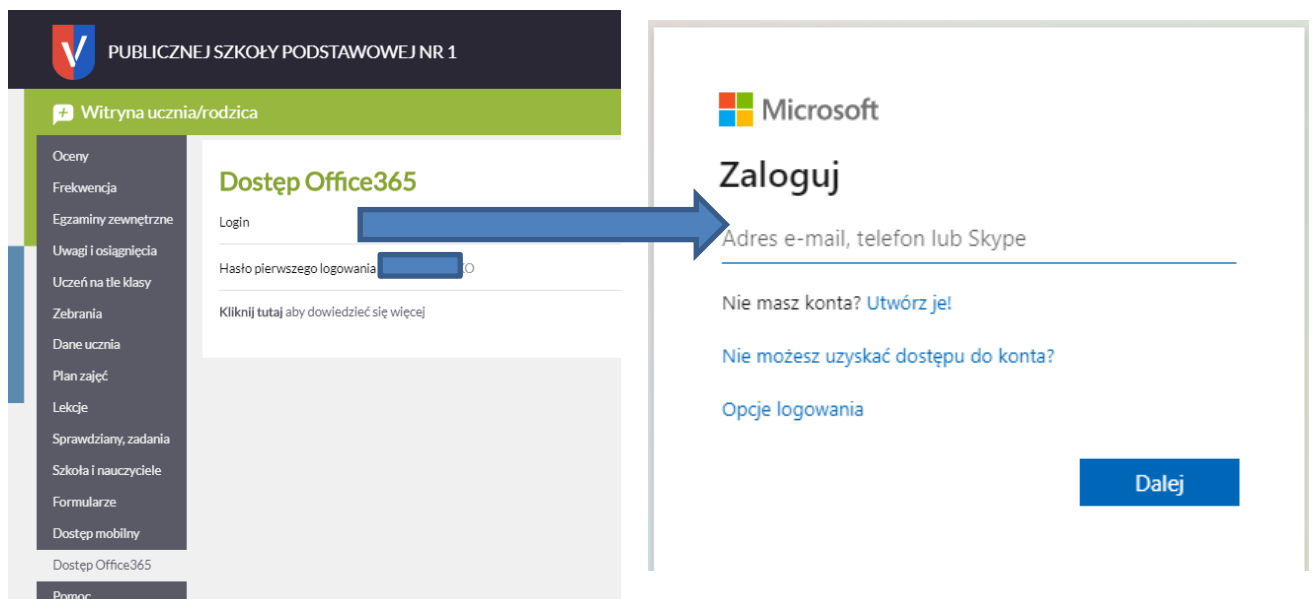 PUBLICZNEJ SZKOŁY PODSTAWOWEJ NR 1
Witryna ucznia/rodzica
Oceny
Frekwencja
Egzaminy zewnętrzne
Uwagi i osiągnięcia
Uczeń na tle klasy
Zebrania
Dane ucznia
Plan zajęć
Lekcje
Sprawdziany, zadania
Szkoła i nauczyciele
Formularze
Dostęp mobilny
Dostęp Office365
Pomoc
Dostęp Office365
Login
Hasło pierwszego logowania
Kliknij tutaj aby dowiedzieć się więcej
Microsoft
Zaloguj
Adres e-mail, telefon lub Skype
Nie masz konta? Utwórz je!
Nie możesz uzyskać dostępu do konta?
Opcje logowania
Dalej